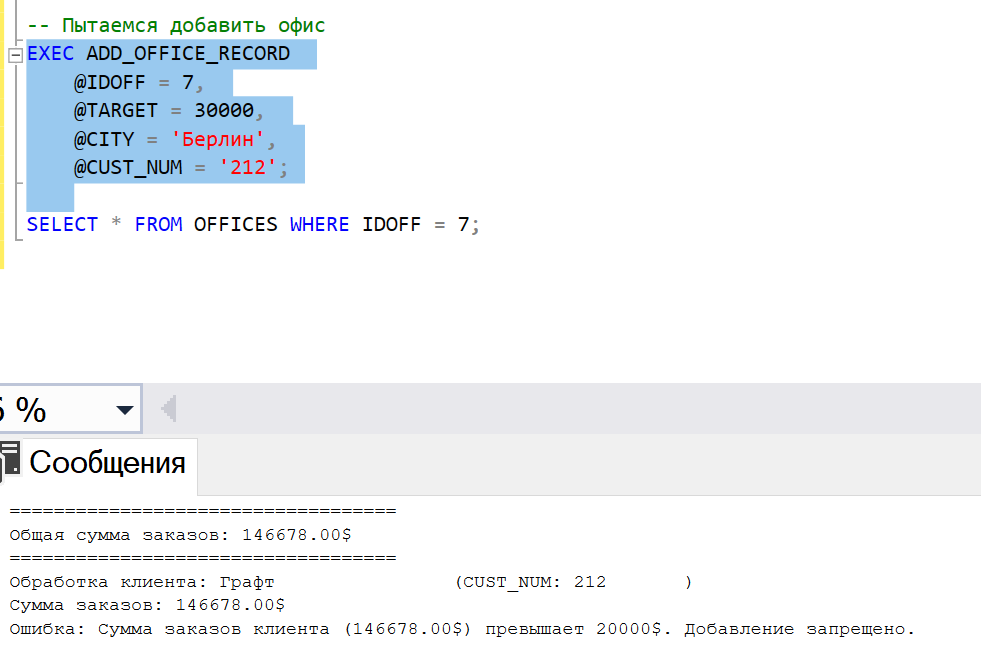 -- Пытаемся добавить офис
EXEC ADD_OFFICE_RECORD
@IDOFF = 7,
@TARGET = 30000,
@CITY = 'Берлин',
@CUST_NUM = '212';
SELECT * FROM OFFICES WHERE IDOFF = 7;
%
Сообщения
===================================
Общая сумма заказов: 146678.00$
===================================
Обработка клиента: Графт (CUST_NUM: 212 )
Сумма заказов: 146678.00$
Ошибка: Сумма заказов клиента (146678.00$) превышает 20000$. Добавление запрещено.